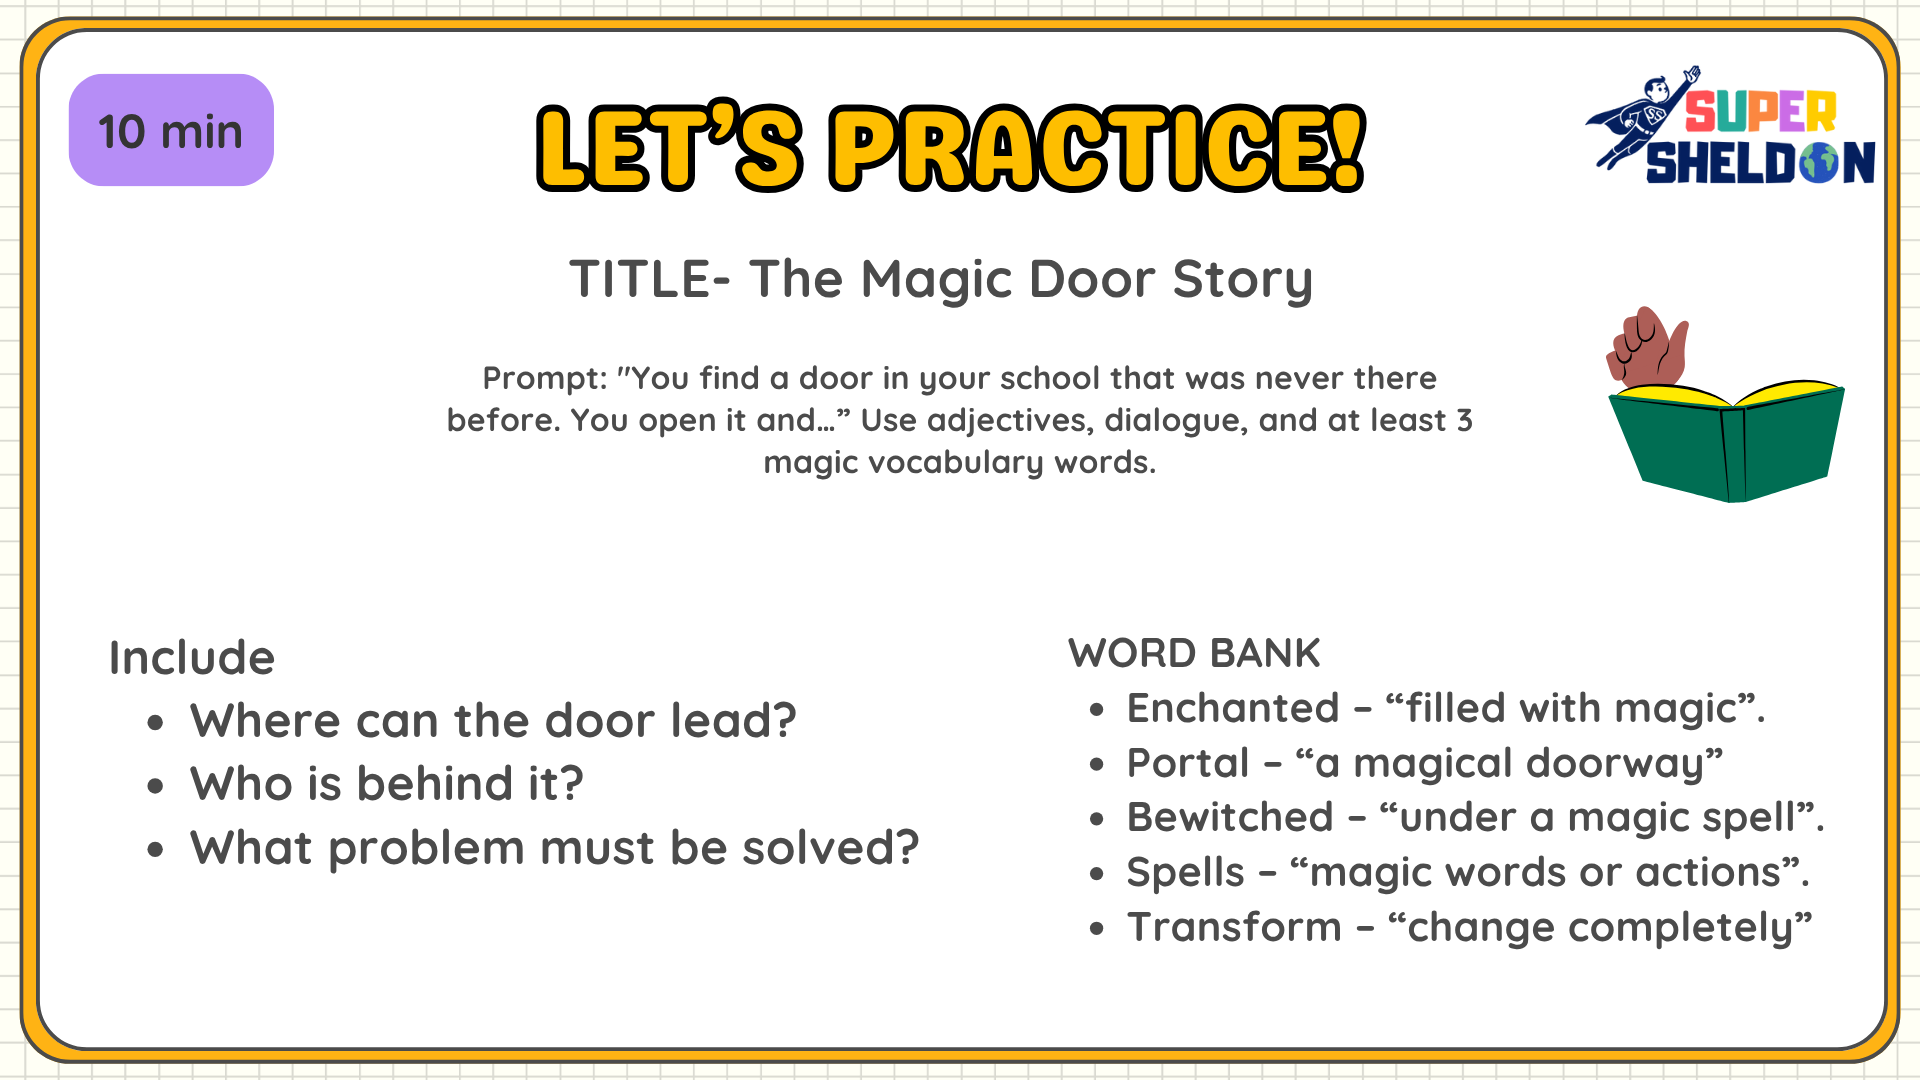 10 min
LET’S PRACTICE!
SUPER
SHELDON
TITLE- The Magic Door Story
Prompt: "You find a door in your school that was never there
before. You open it and…” Use adjectives, dialogue, and at least 3
magic vocabulary words.
Include
• Where can the door lead?
• Who is behind it?
• What problem must be solved?
WORD BANK
• Enchanted – “filled with magic”.
• Portal – “a magical doorway”
• Bewitched – “under a magic spell”.
• Spells – “magic words or actions”.
• Transform – “change completely”